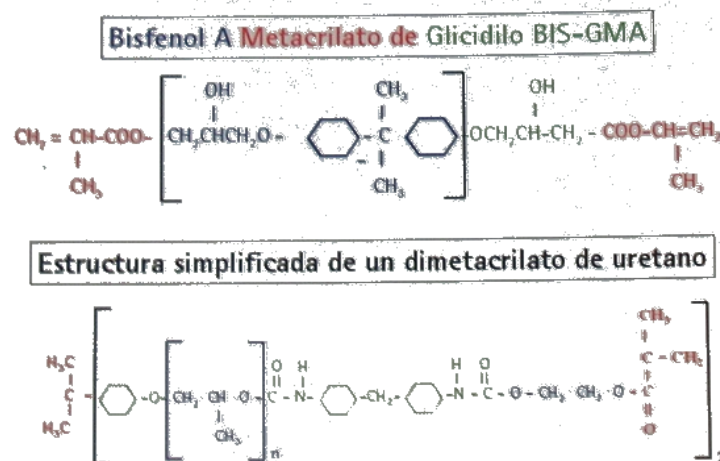 Bisfenol A Metacrilato de Glicidilo BIS-GMA
OH CH₃ OH
CH₂ = CH-COO- CH₂CHCH₂O- -C- OCH₂CH-CH₂ - COO-CH=CH₂
CH₃ CH₃ CH₃
Estructura simplificada de un dimetacrilato de uretano
CH₃
H₃C O H H O C - CH₂
C -O- CH₂ CH O -C-N- -CH₂- -N-C-O-CH₂ CH₂ O - C
H₃C CH₃ O
n
2